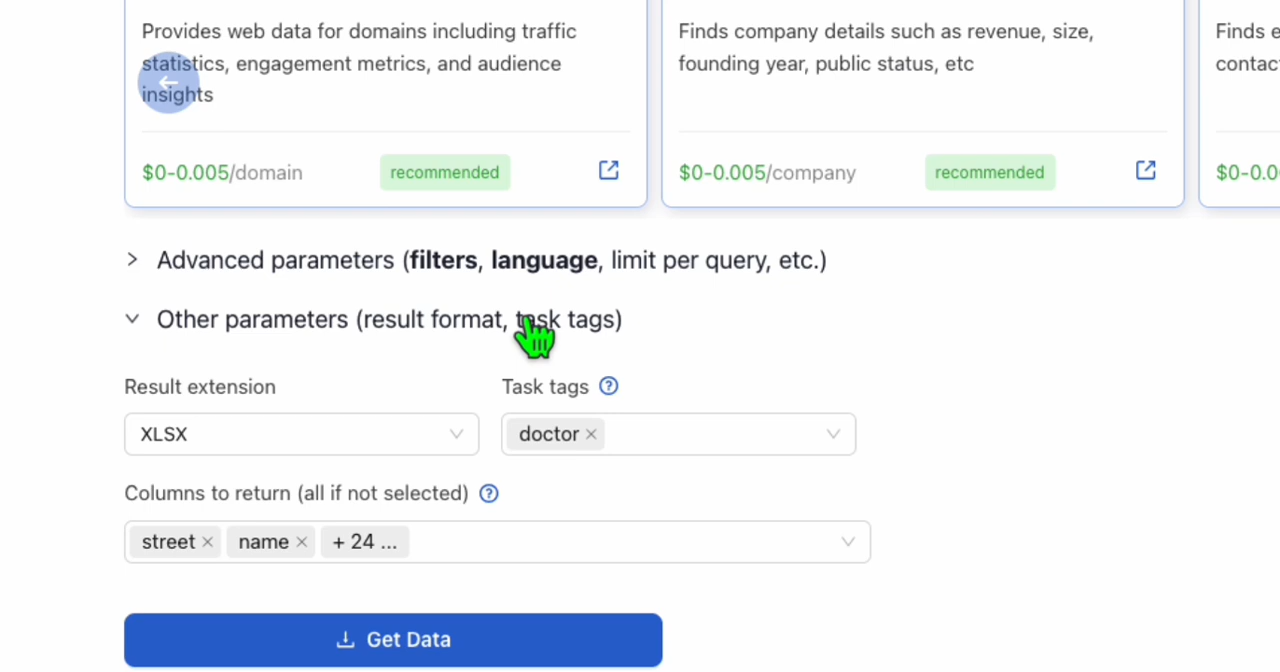 Provides web data for domains including traffic
statistics, engagement metrics, and audience
insights
$0-0.005/domain
recommended
Finds company details such as revenue, size,
founding year, public status, etc
$0-0.005/company
recommended
Finds e
contac
$0-0.0
Advanced parameters (filters, language, limit per query, etc.)
Other parameters (result format, task tags)
Result extension
XLSX
Task tags
doctor
Columns to return (all if not selected)
street name + 24 ...
Get Data